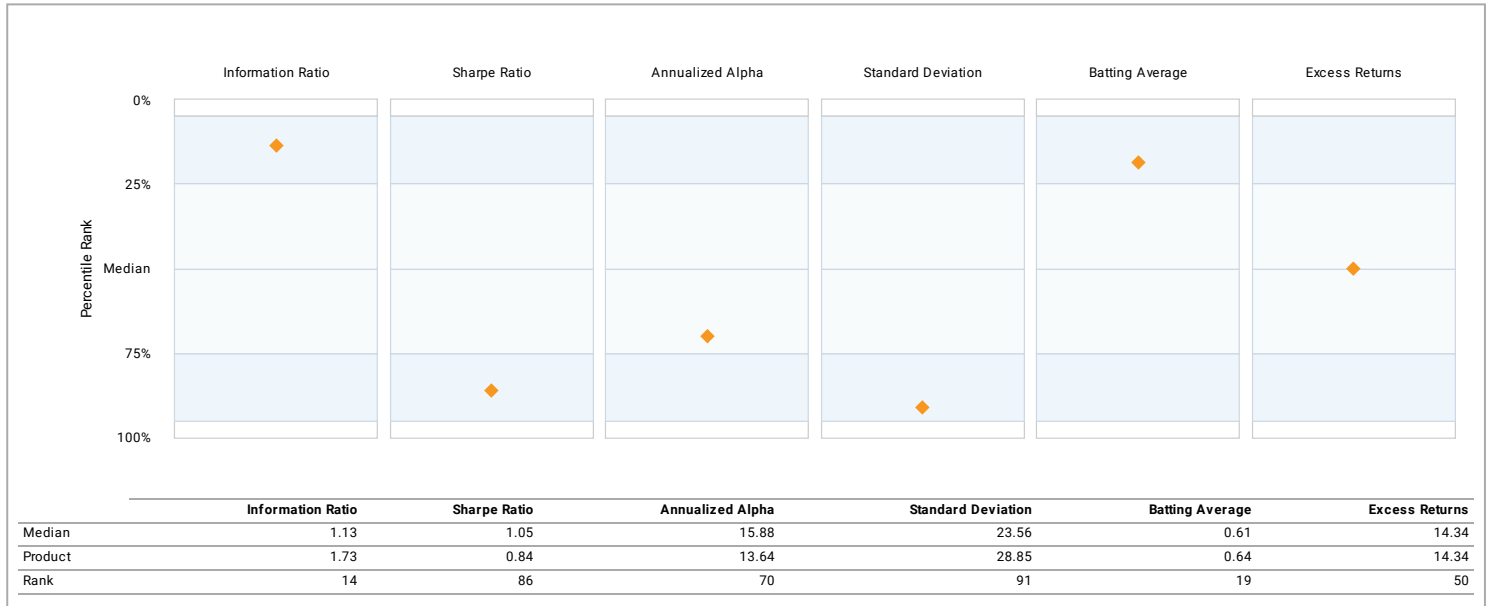 Information Ratio Sharpe Ratio Annualized Alpha Standard Deviation Batting Average Excess Returns
0%
25%
Percentile Rank
Median
75%
100%
Information Ratio Sharpe Ratio Annualized Alpha Standard Deviation Batting Average Excess Returns
Median 1.13 1.05 15.88 23.56 0.61 14.34
Product 1.73 0.84 13.64 28.85 0.64 14.34
Rank 14 86 70 91 19 50